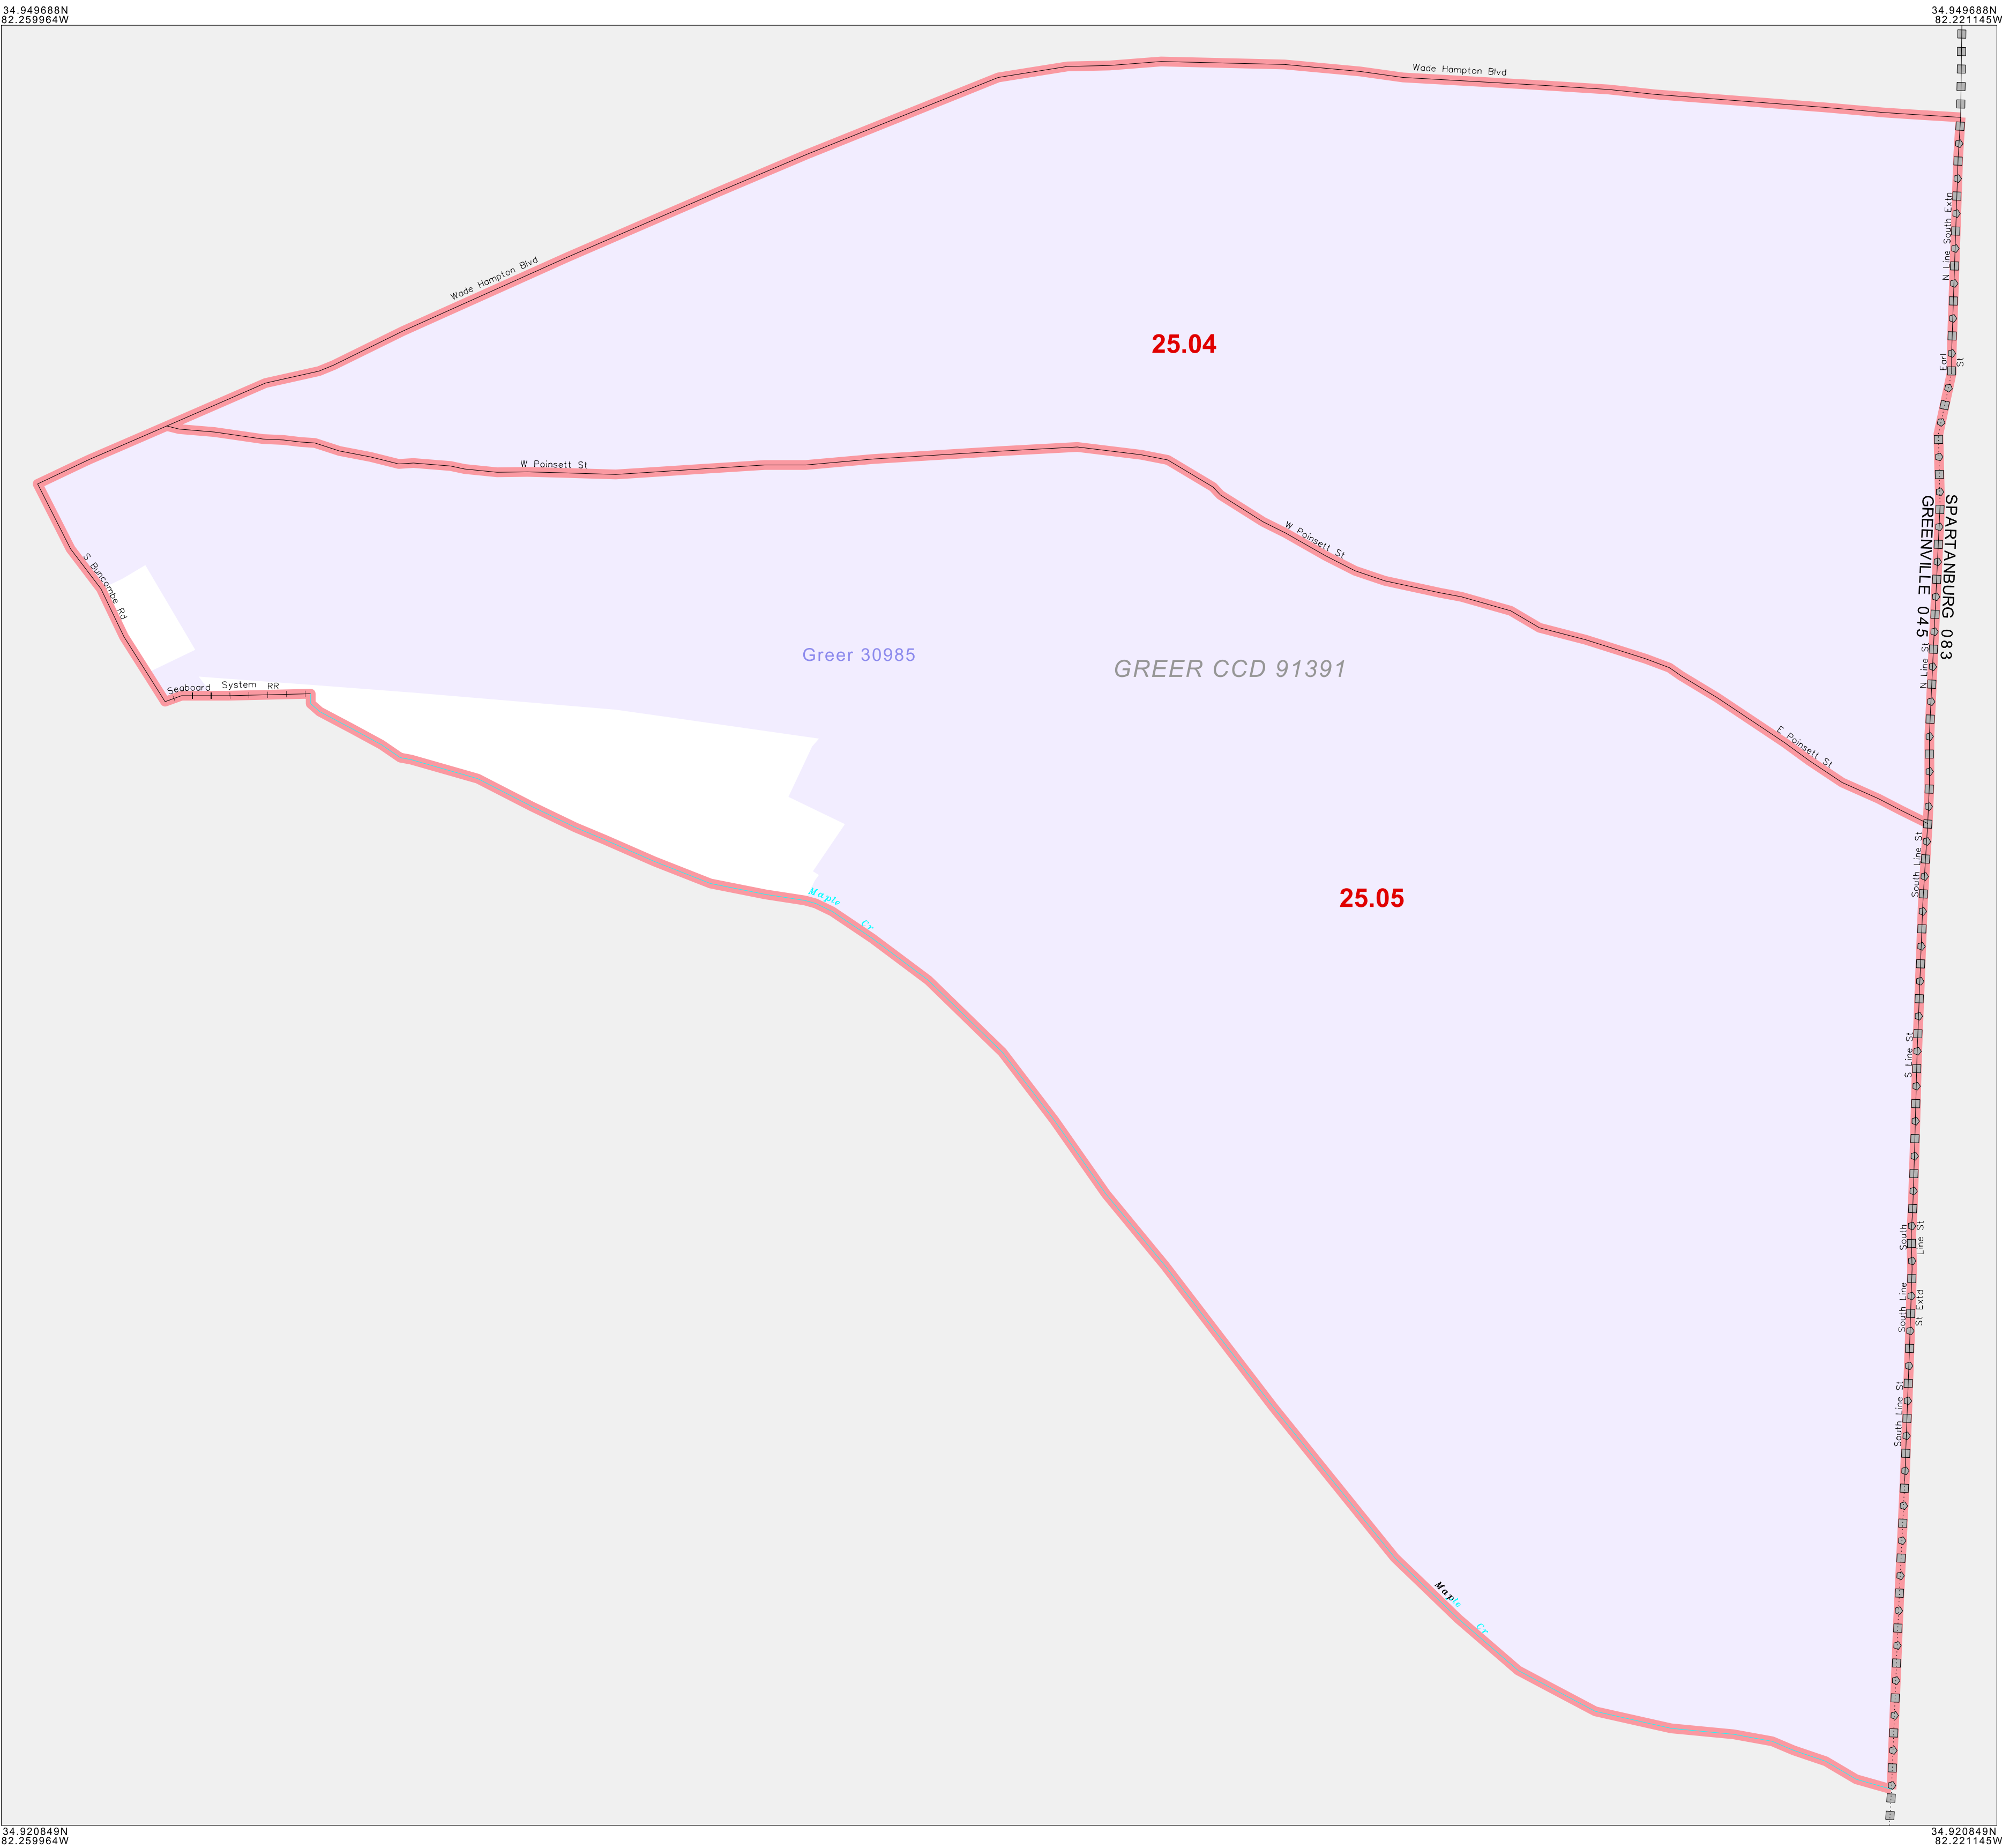 34.949688N
82.259964W
34.949688N
82.221145W
Wade Hampton Blvd
N Line South Extn
Wade Hampton Blvd
25.04
Earl
St
W Poinsett St
SPARTANBURG 083
GREENVILLE 045
W Poinsett St
S Buncombe Rd
Greer 30985
GREER CCD 91391
N Line St
Seaboard System RR
E Poinsett St
South Line St
25.05
Maple Cr
S Line St
South
Line St
South Line
St Extd
South Line St
Maple Cr
34.920849N
82.259964W
34.920849N
82.221145W